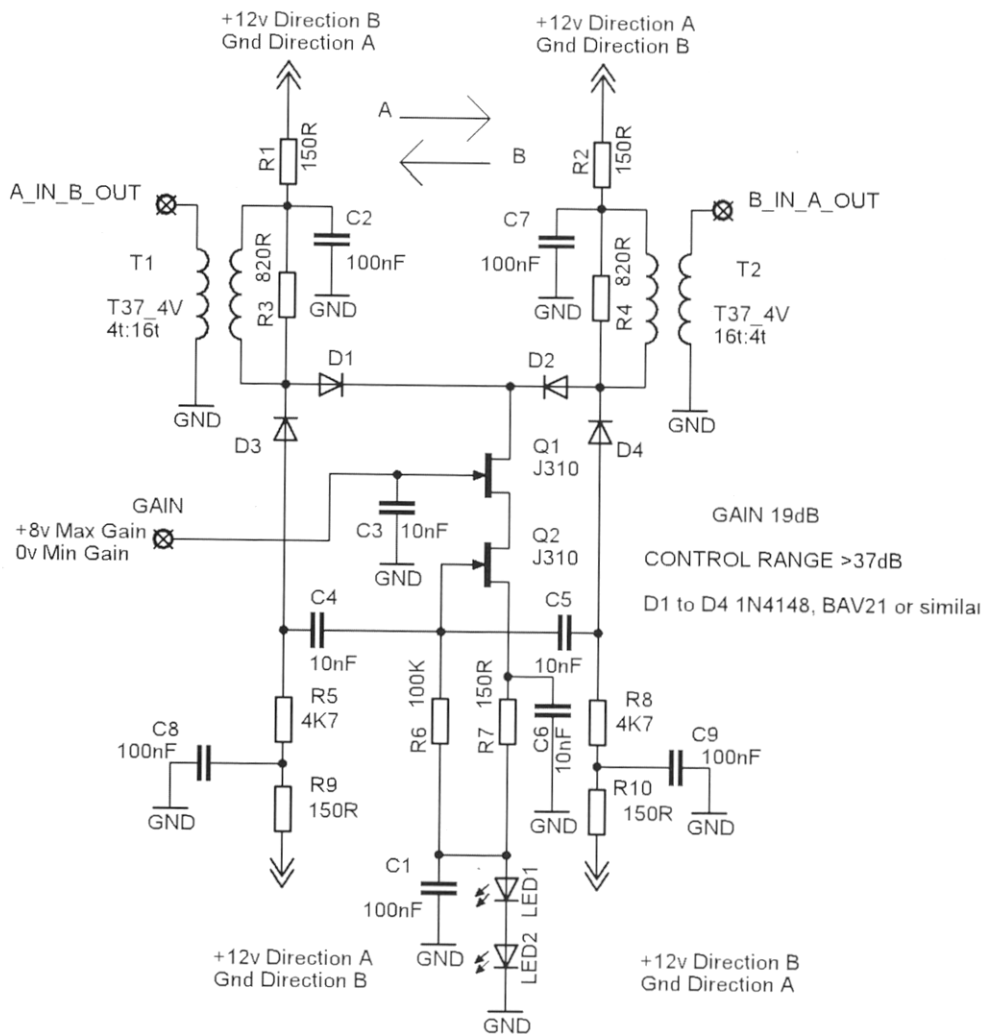 +12v Direction B
Gnd Direction A
+12v Direction A
Gnd Direction B
A
B
R1
150R
R2
150R
A_IN_B_OUT
B_IN_A_OUT
C2
100nF
C7
100nF
T1
T37_4V
4t:16t
R3
820R
R4
820R
T2
T37_4V
16t:4t
GND
GND
D1
D2
GND
GND
D3
D4
Q1
J310
GAIN
+8v Max Gain
0v Min Gain
C3
10nF
GND
Q2
J310
GAIN 19dB
CONTROL RANGE >37dB
D1 to D4 1N4148, BAV21 or similar
C4
10nF
C5
10nF
R5
4K7
R6
100K
R7
150R
C6
10nF
R8
4K7
C8
100nF
C9
100nF
R9
150R
R10
150R
GND
GND
GND
C1
100nF
LED1
LED2
GND
GND
+12v Direction A
Gnd Direction B
+12v Direction B
Gnd Direction A